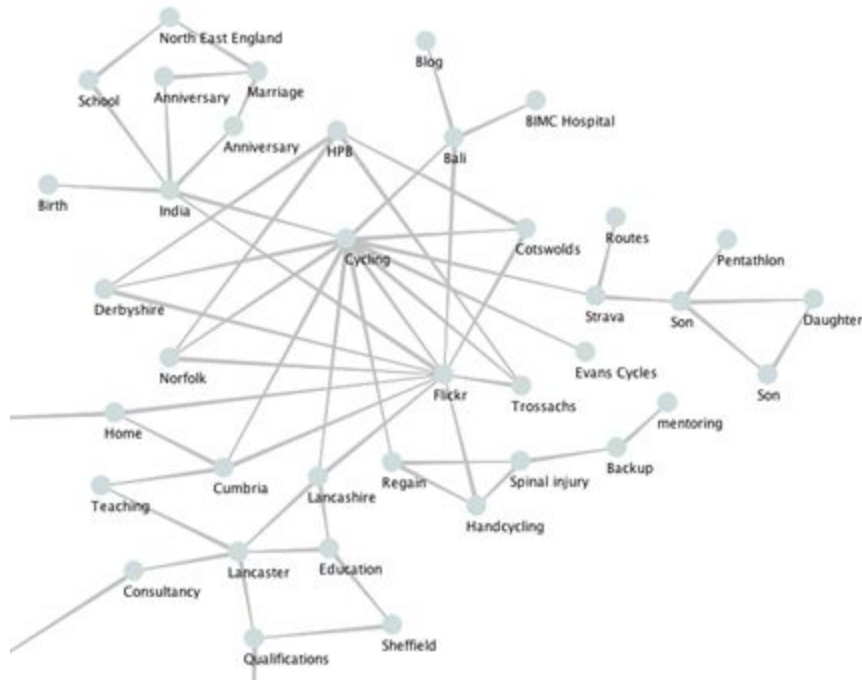 North East England
Blog
School
Anniversary
Marriage
BIMC Hospital
Anniversary
HPB
Bali
Birth
India
Routes
Cotswolds
Cycling
Pentathlon
Derbyshire
Strava
Son
Daughter
Norfolk
Evans Cycles
Flickr
Trossachs
Son
Home
mentoring
Cumbria
Regain
Spinal injury
Backup
Lancashire
Teaching
Handcycling
Lancaster
Education
Consultancy
Sheffield
Qualifications